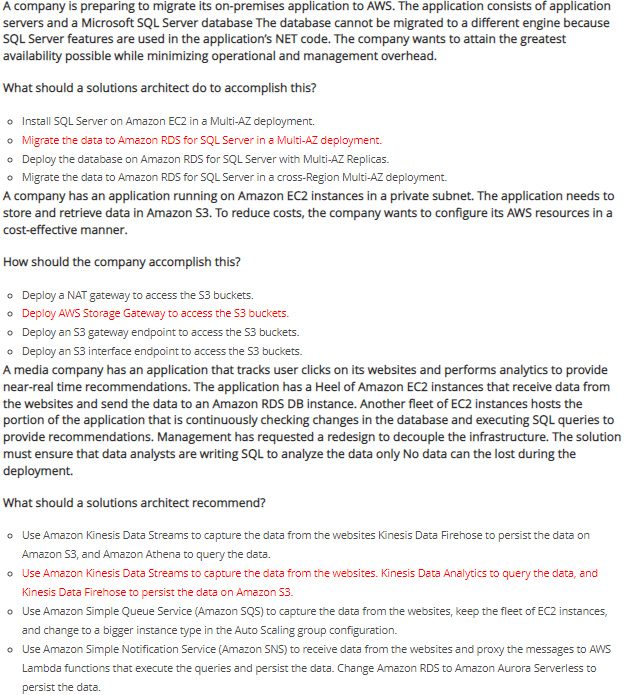 A company is preparing to migrate its on-premises application to AWS. The application consists of application
servers and a Microsoft SQL Server database The database cannot be migrated to a different engine because
SQL Server features are used in the application's NET code. The company wants to attain the greatest
availability possible while minimizing operational and management overhead.
What should a solutions architect do to accomplish this?
Install SQL Server on Amazon EC2 in a Multi-AZ deployment.
Migrate the data to Amazon RDS for SQL Server in a Multi-AZ deployment.
Deploy the database on Amazon RDS for SQL Server with Multi-AZ Replicas.
Migrate the data to Amazon RDS for SQL Server in a cross-Region Multi-AZ deployment.
A company has an application running on Amazon EC2 instances in a private subnet. The application needs to
store and retrieve data in Amazon S3. To reduce costs, the company wants to configure its AWS resources in a
cost-effective manner.
How should the company accomplish this?
Deploy a NAT gateway to access the S3 buckets.
Deploy AWS Storage Gateway to access the S3 buckets.
Deploy an S3 gateway endpoint to access the S3 buckets.
Deploy an S3 interface endpoint to access the S3 buckets.
A media company has an application that tracks user clicks on its websites and performs analytics to provide
near-real time recommendations. The application has a Heel of Amazon EC2 instances that receive data from
the websites and send the data to an Amazon RDS DB instance. Another fleet of EC2 instances hosts the
portion of the application that is continuously checking changes in the database and executing SQL queries to
provide recommendations. Management has requested a redesign to decouple the infrastructure. The solution
must ensure that data analysts are writing SQL to analyze the data only No data can the lost during the
deployment.
What should a solutions architect recommend?
Use Amazon Kinesis Data Streams to capture the data from the websites Kinesis Data Firehose to persist the data on
Amazon S3, and Amazon Athena to query the data.
Use Amazon Kinesis Data Streams to capture the data from the websites. Kinesis Data Analytics to query the data, and
Kinesis Data Firehose to persist the data on Amazon S3.
Use Amazon Simple Queue Service (Amazon SQS) to capture the data from the websites, keep the fleet of EC2 instances,
and change to a bigger instance type in the Auto Scaling group configuration.
Use Amazon Simple Notification Service (Amazon SNS) to receive data from the websites and proxy the messages to AWS
Lambda functions that execute the queries and persist the data. Change Amazon RDS to Amazon Aurora Serverless to
persist the data.